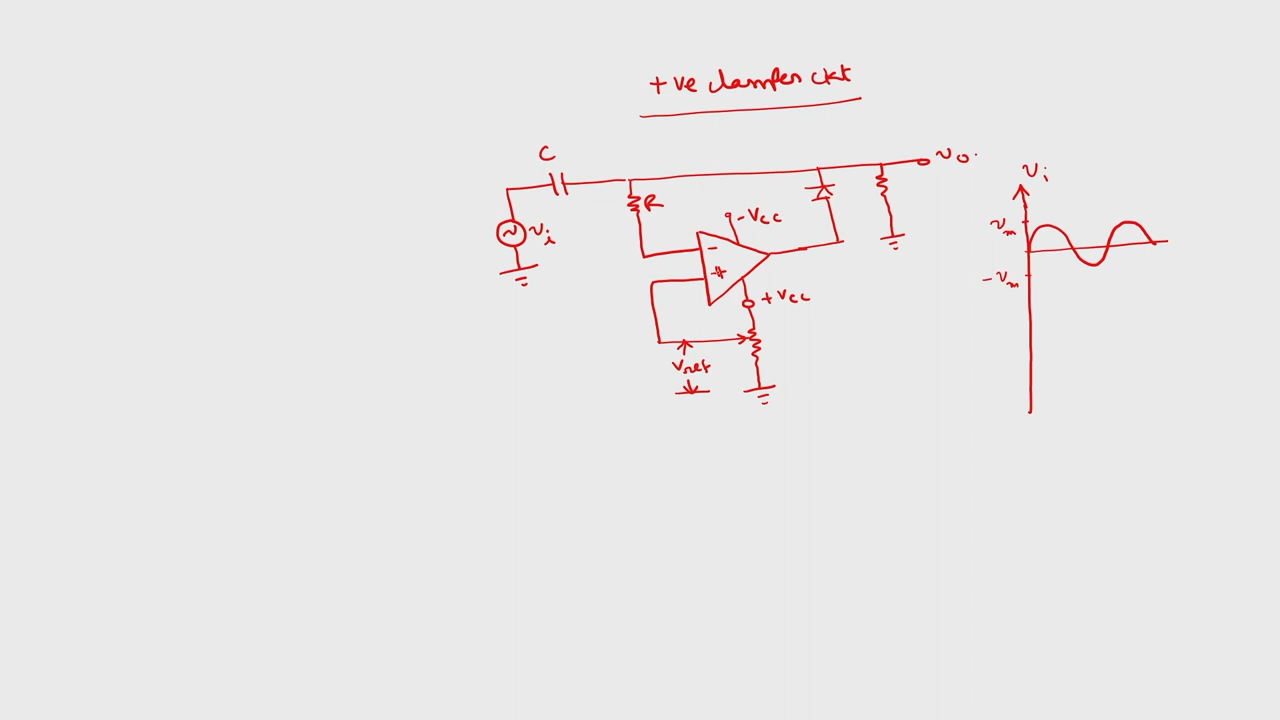 +ve clamper ckt
C
R
vi
-
+
-Vcc
+Vcc
Vref
vo.
vi
vm
-vm